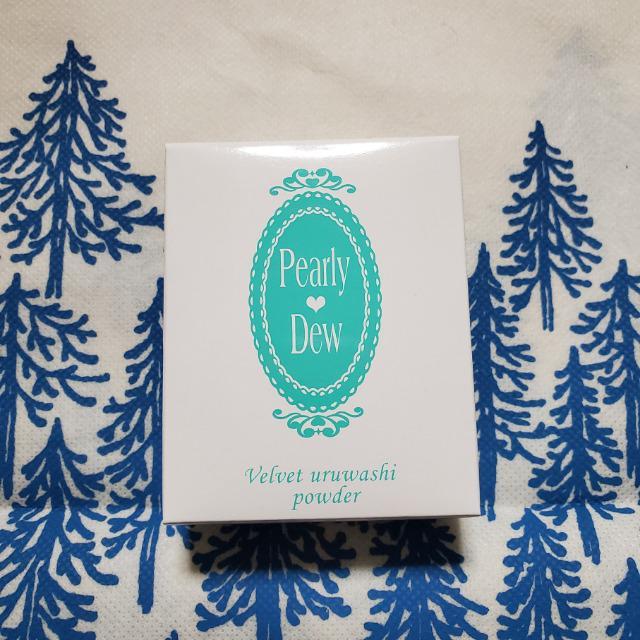 Pearly
Dew
Velvet uruwashi
powder